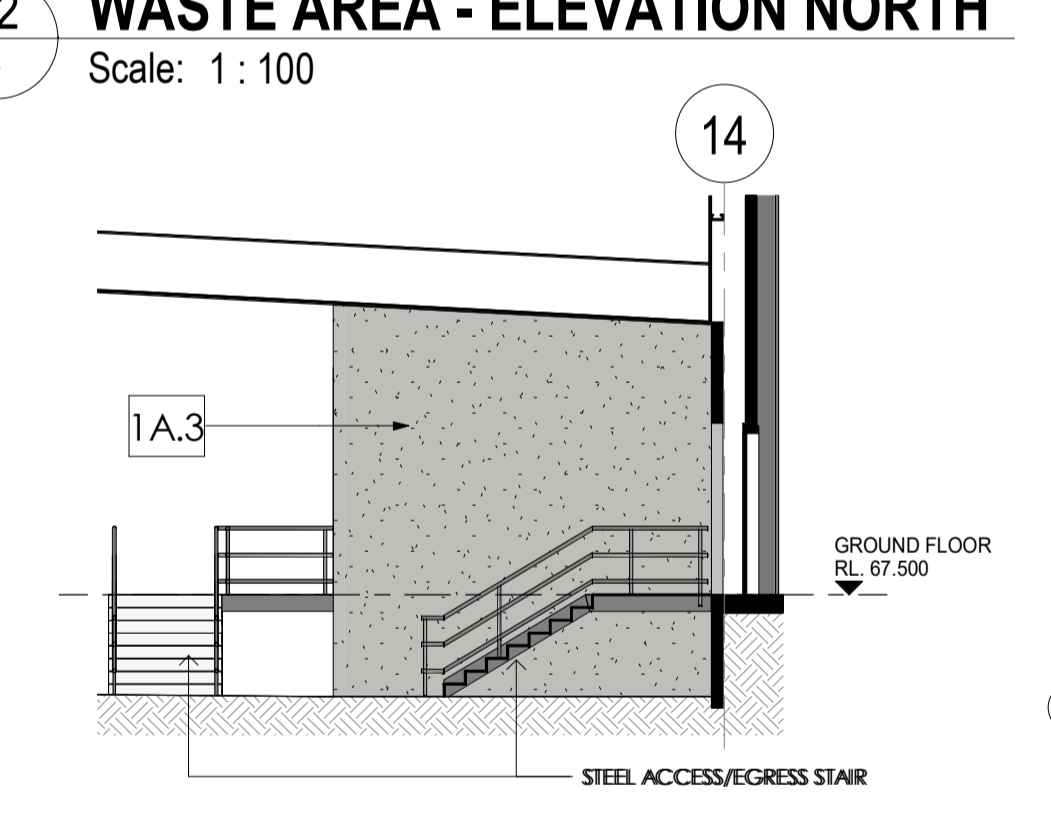 2
WASTE AREA - ELEVATION NORTH
Scale: 1 : 100
14
1A.3
GROUND FLOOR
RL. 67.500
STEEL ACCESS/EGRESS STAIR